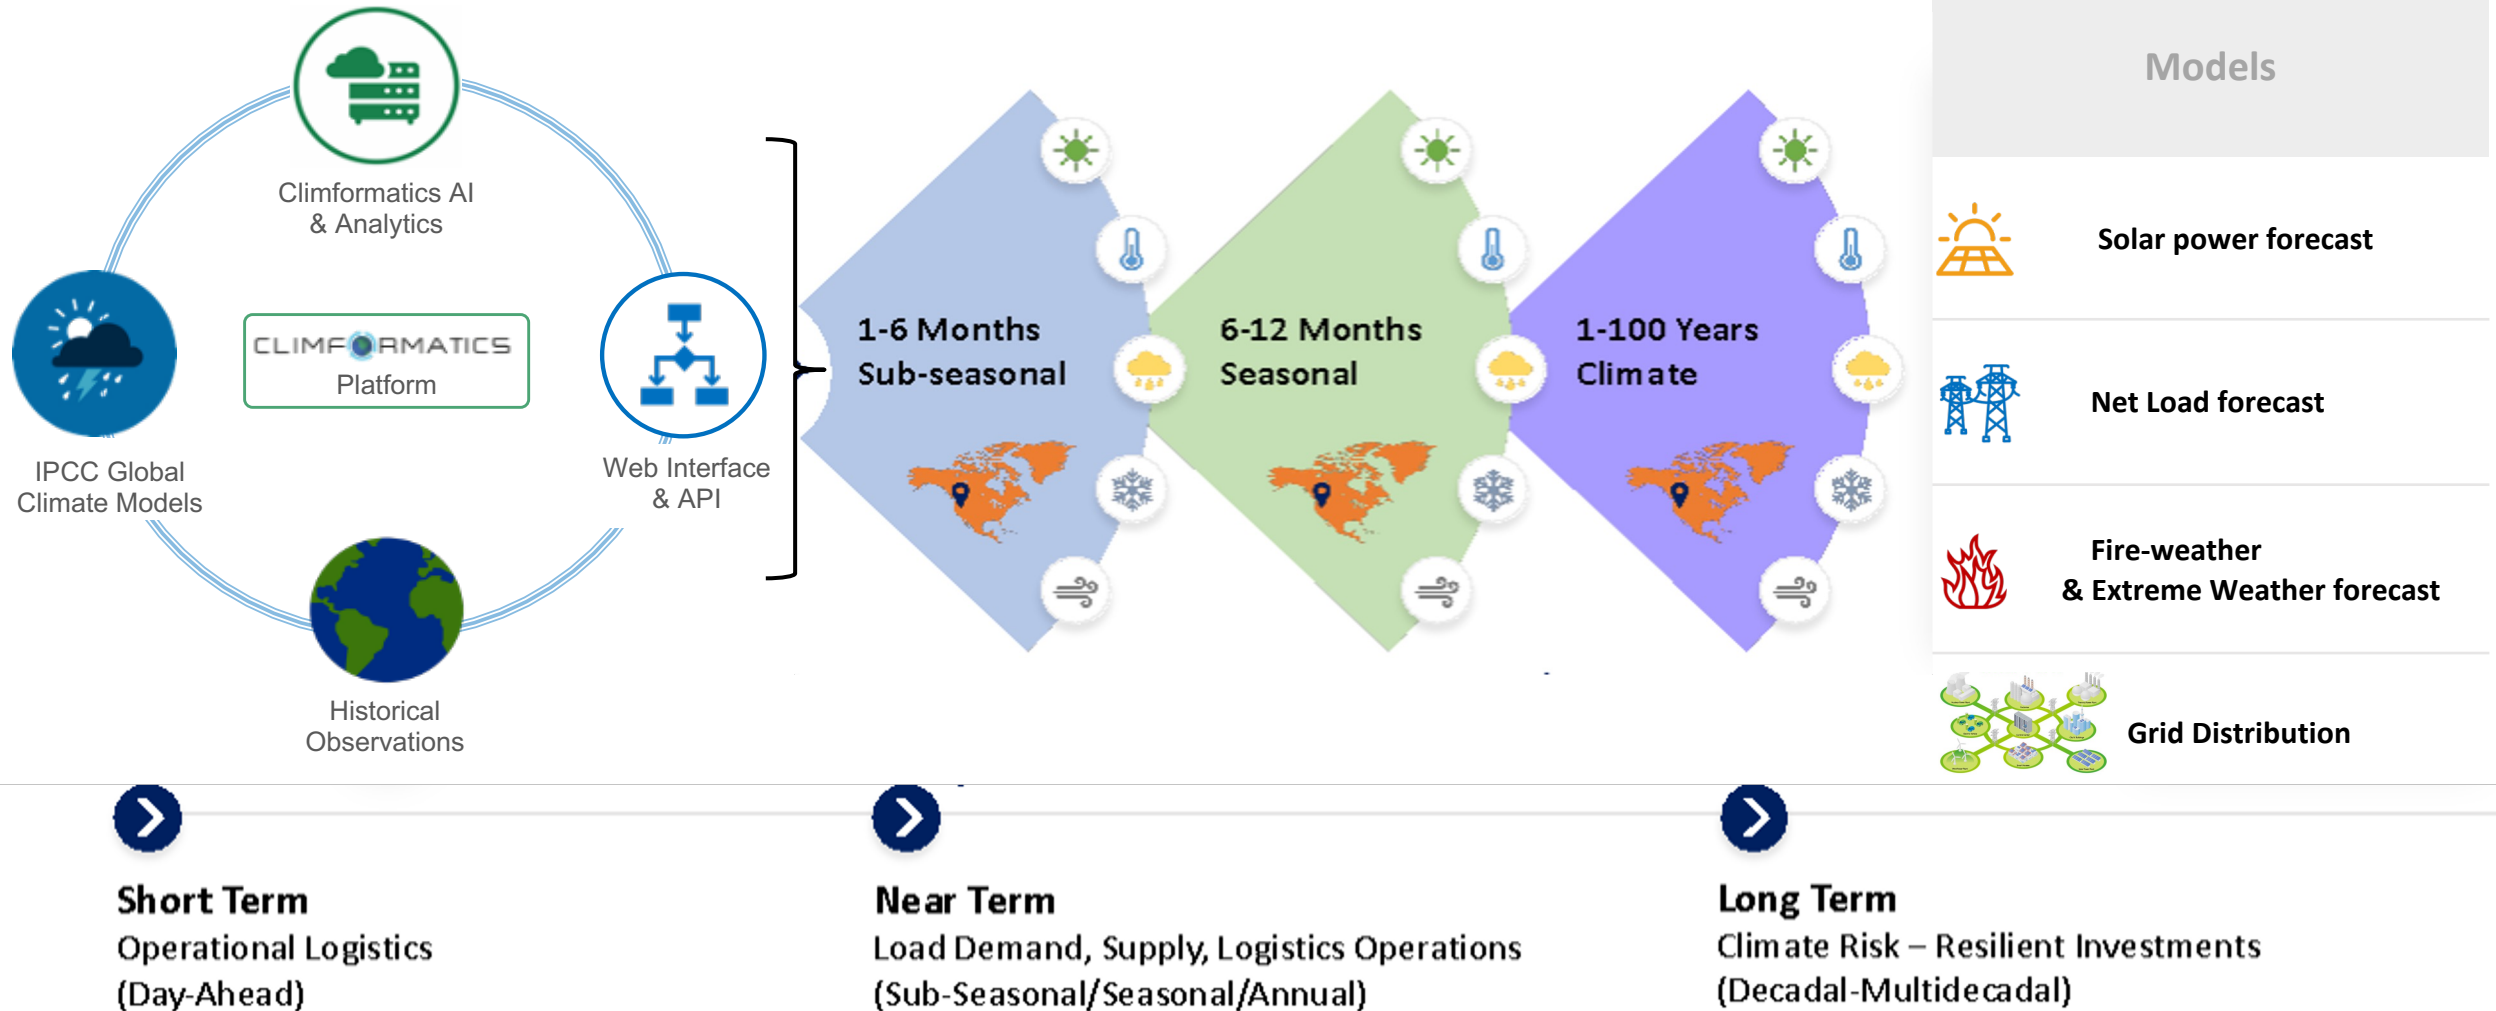 Climformatics AI
& Analytics
CLIMFORMATICS
Platform
IPCC Global
Climate Models
Web Interface
& API
Historical
Observations
1-6 Months
Sub-seasonal
6-12 Months
Seasonal
1-100 Years
Climate
Models
Solar power forecast
Net Load forecast
Fire-weather
& Extreme Weather forecast
Grid Distribution
Short Term
Operational Logistics
(Day-Ahead)
Near Term
Load Demand, Supply, Logistics Operations
(Sub-Seasonal/Seasonal/Annual)
Long Term
Climate Risk – Resilient Investments
(Decadal-Multidecadal)